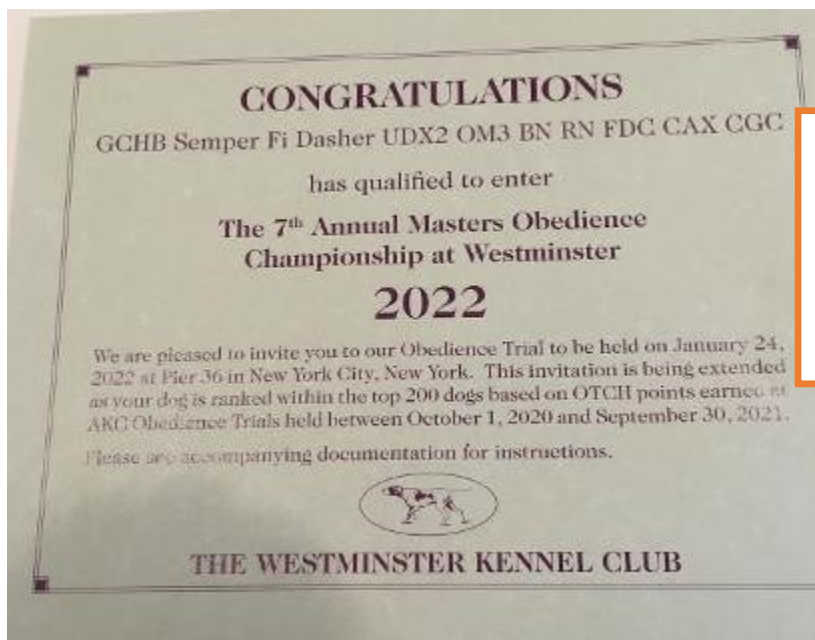 CONGRATULATIONS
GCHB Semper Fi Dasher UDX2 OM3 BN RN FDC CAX CGC
has qualified to enter
The 7th Annual Masters Obedience
Championship at Westminster
2022
We are pleased to invite you to our Obedience Trial to be held on January 24,
2022 at Pier 36 in New York City, New York. This invitation is being extended
as your dog is ranked within the top 200 dogs based on OTCH points earned at
AKC Obedience Trials held between October 1, 2020 and September 30, 2021.
Please see accompanying documentation for instructions.
THE WESTMINSTER KENNEL CLUB